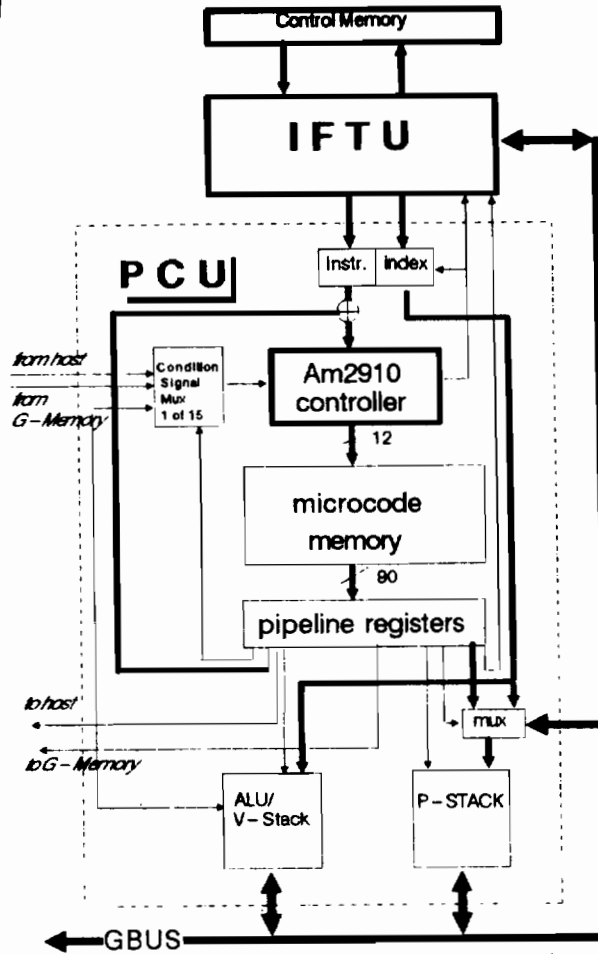 Control Memory
IFTU
Instr. index
PCU
from host
from
G-Memory
Condition
Signal
Mux
1 of 15
Am2910
controller
12
microcode
memory
90
pipeline registers
to host
to G-Memory
mux
ALU/
V-Stack
P-STACK
GBUS